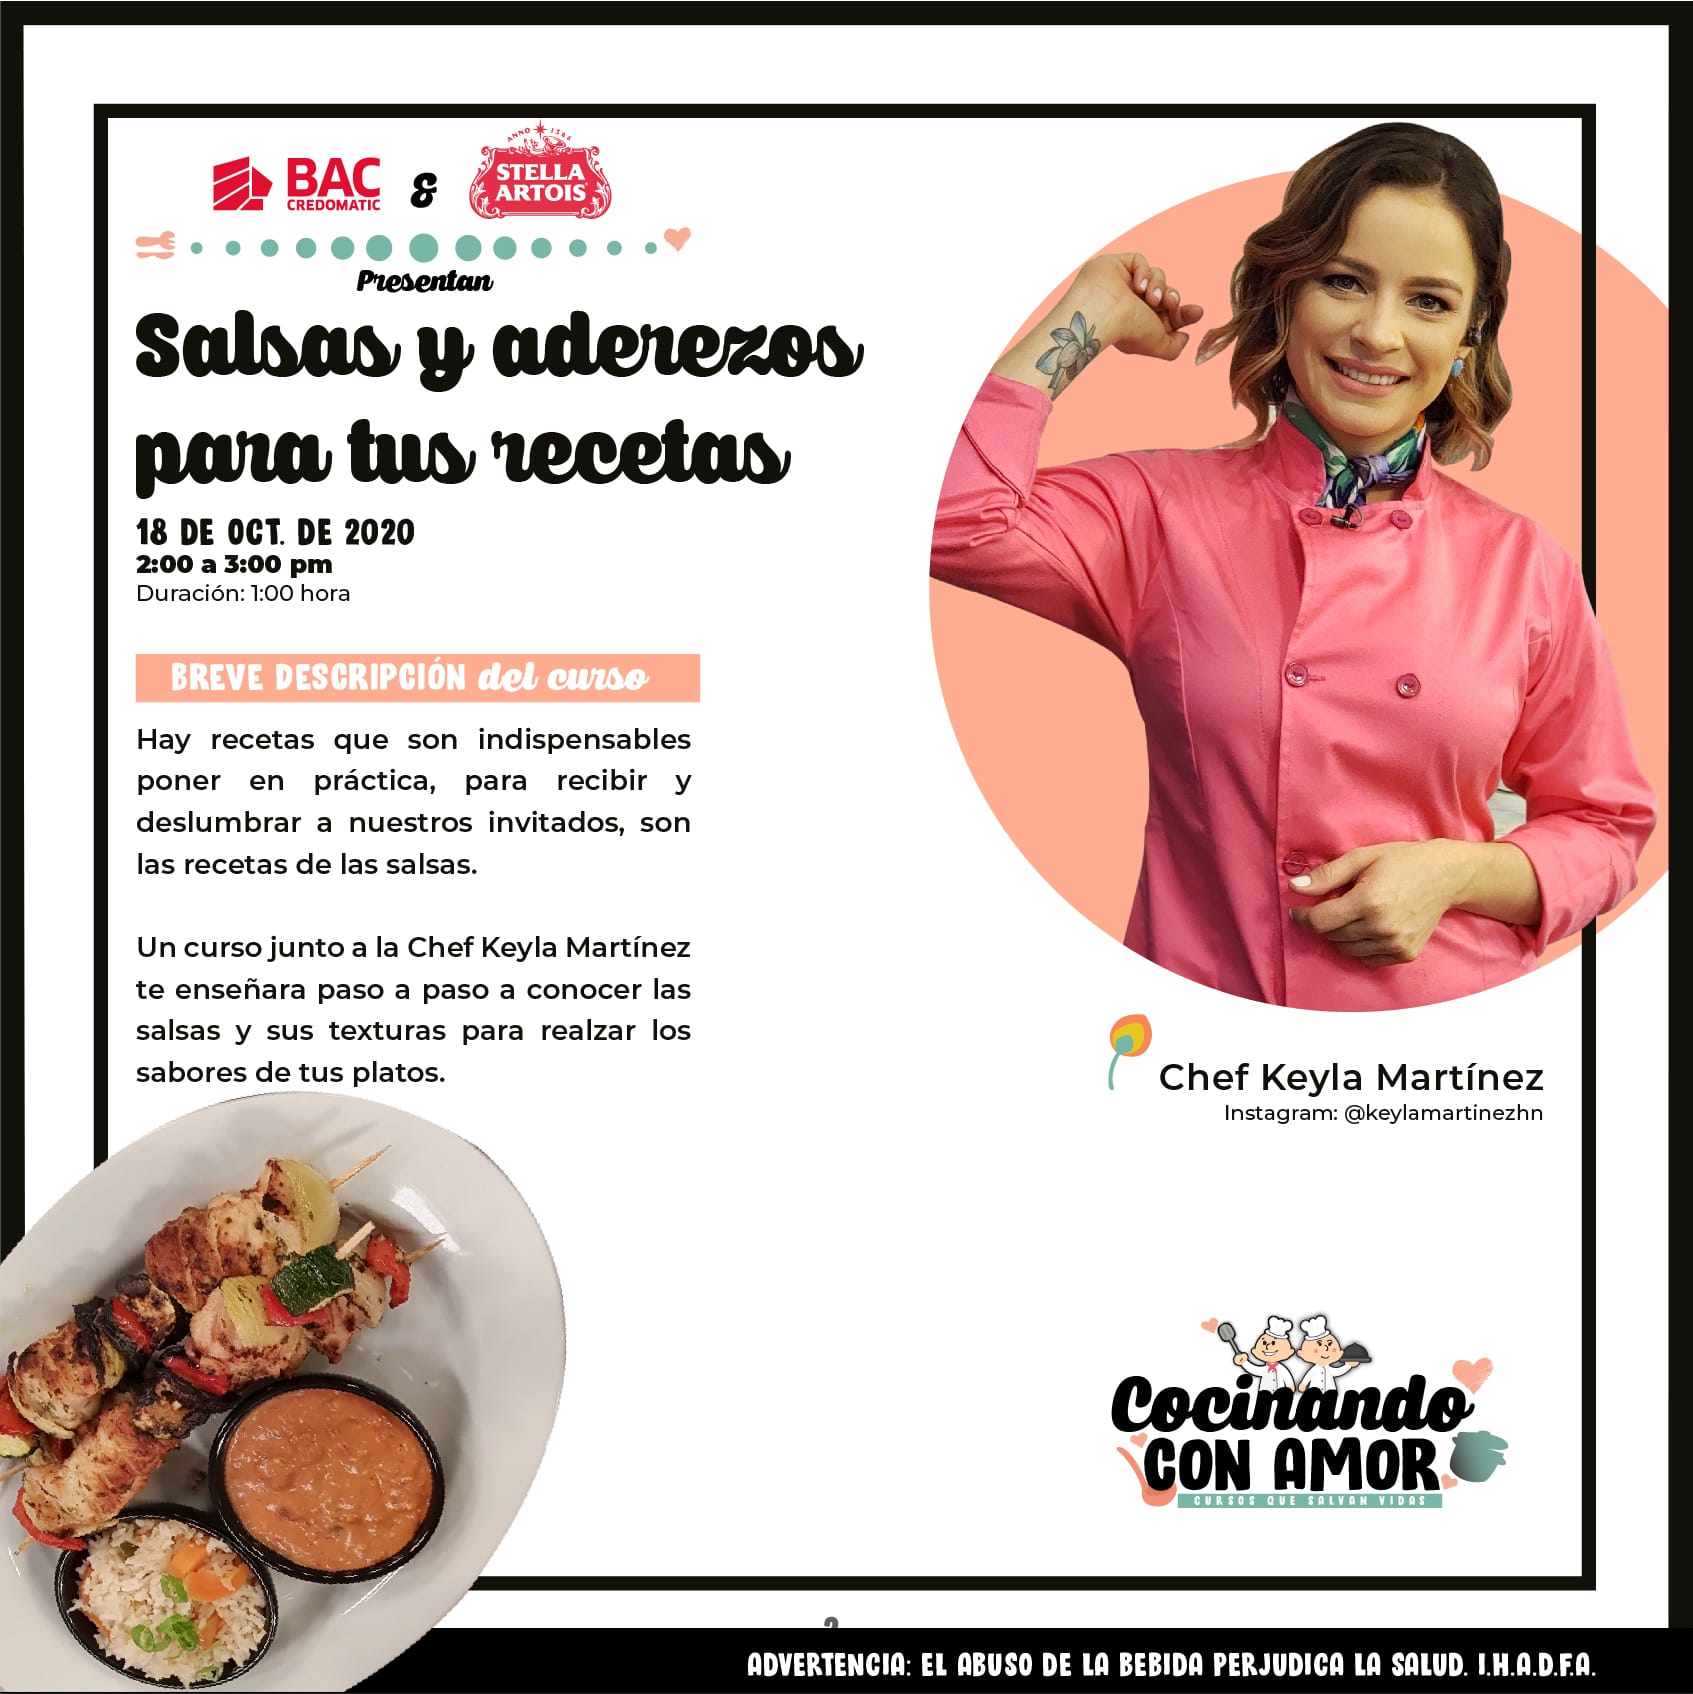 BAC
CREDOMATIC
&
ANNO 1366
STELLA
ARTOIS
Presentan
Salsas y aderezos
para tus recetas
18 DE OCT. DE 2020
2:00 a 3:00 pm
Duración: 1:00 hora
BREVE DESCRIPCIÓN del curso
Hay recetas que son indispensables
poner en práctica, para recibir y
deslumbrar a nuestros invitados, son
las recetas de las salsas.
Un curso junto a la Chef Keyla Martínez
te enseñara paso a paso a conocer las
salsas y sus texturas para realzar los
sabores de tus platos.
Chef Keyla Martínez
Instagram: @keylamartinezhn
Cocinando
CON AMOR
CURSOS QUE SALVAN VIDAS
ADVERTENCIA: EL ABUSO DE LA BEBIDA PERJUDICA LA SALUD. I.H.A.D.F.A.